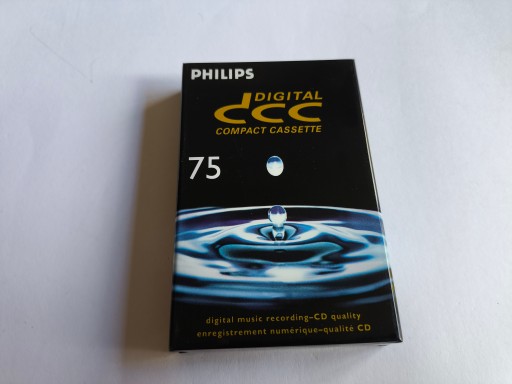 PHILIPS
DIGITAL
dcc
COMPACT CASSETTE
75
digital music recording–CD quality
enregistrement numérique–qualité CD